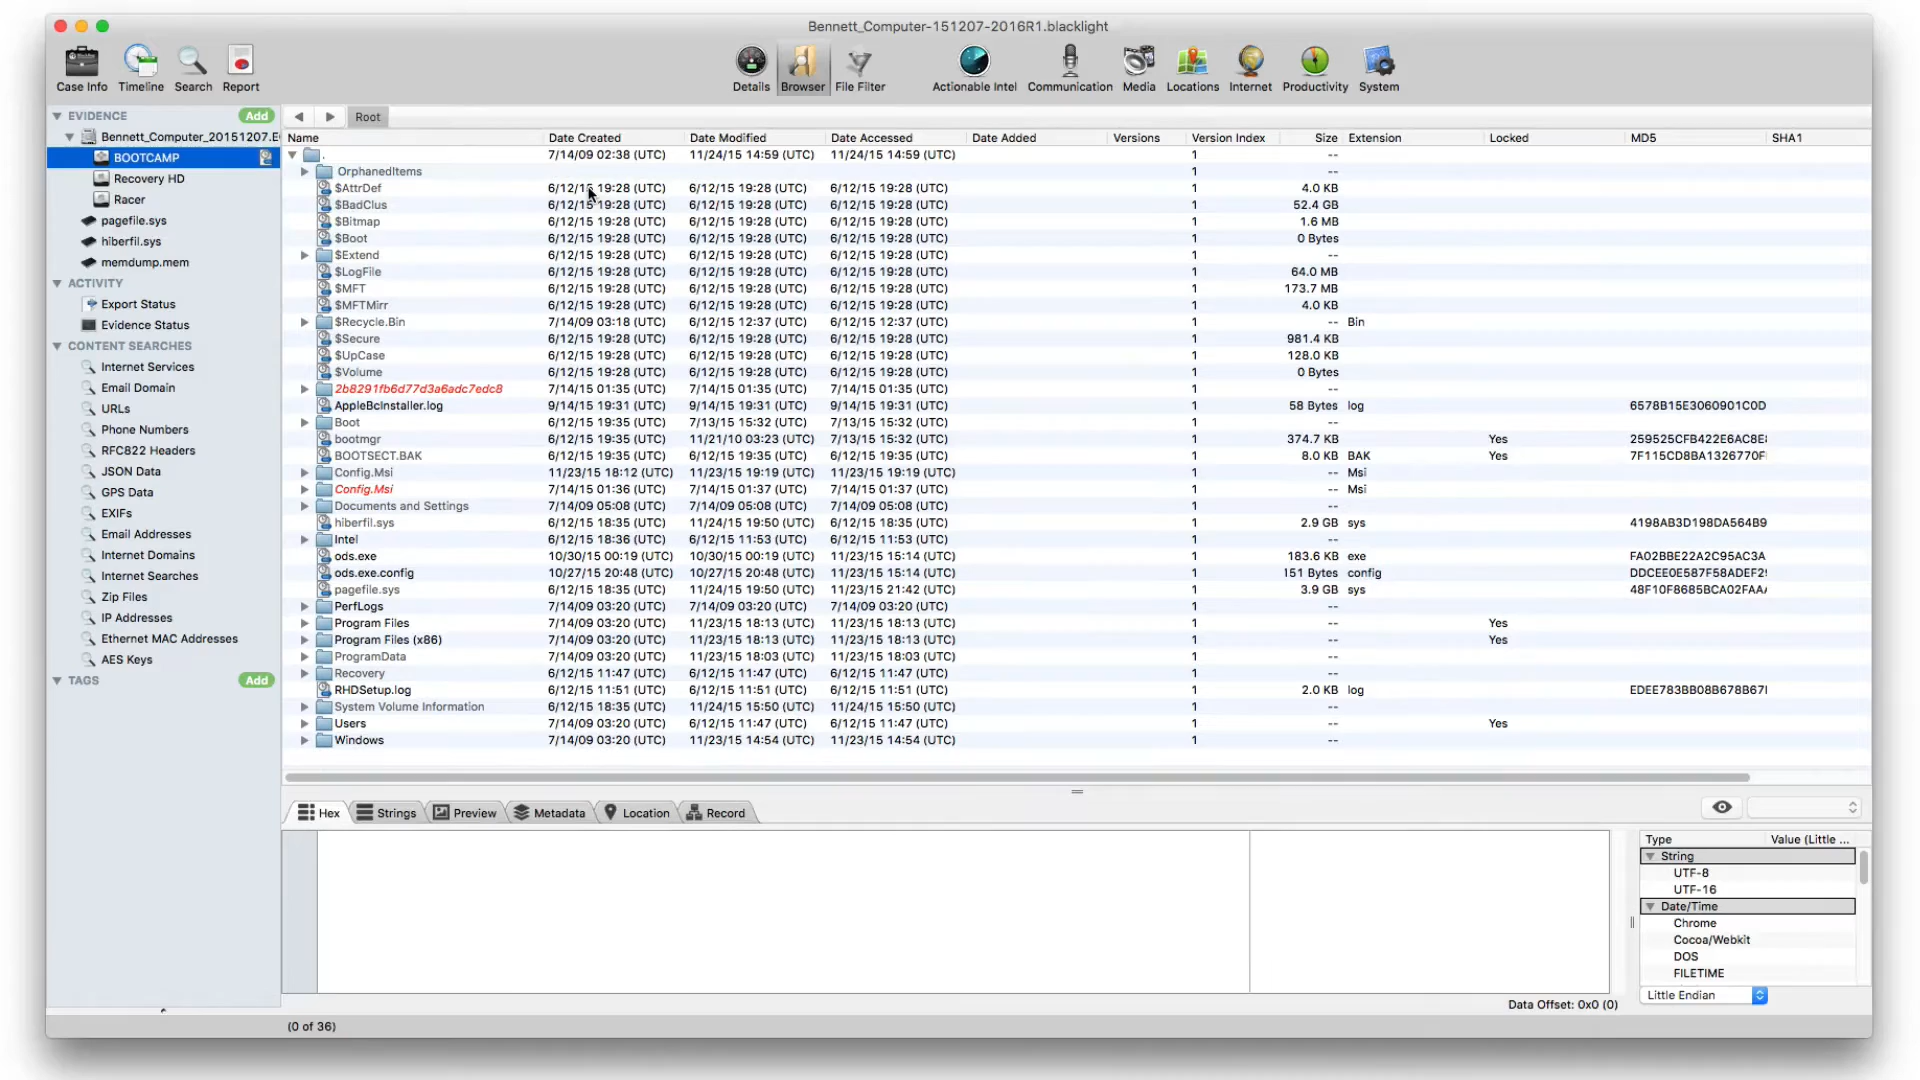 Bennett_Computer-151207-2016R1.blacklight
Case Info Timeline Search Report Details Browser File Filter Actionable Intel Communication Media Locations Internet Productivity System
EVIDENCE Add
Bennett_Computer_20151207.E
BOOTCAMP
Recovery HD
Racer
pagefile.sys
hiberfil.sys
memdump.mem
ACTIVITY
Export Status
Evidence Status
CONTENT SEARCHES
Internet Services
Email Domain
URLs
Phone Numbers
RFC822 Headers
JSON Data
GPS Data
EXIFs
Email Addresses
Internet Domains
Internet Searches
Zip Files
IP Addresses
Ethernet MAC Addresses
AES Keys
TAGS Add
Root
Name Date Created Date Modified Date Accessed Date Added Versions Version Index Size Extension Locked MD5 SHA1
. 7/14/09 02:38 (UTC) 11/24/15 14:59 (UTC) 11/24/15 14:59 (UTC) 1 --
OrphanedItems 1 --
$AttrDef 6/12/15 19:28 (UTC) 6/12/15 19:28 (UTC) 6/12/15 19:28 (UTC) 1 4.0 KB
$BadClus 6/12/15 19:28 (UTC) 6/12/15 19:28 (UTC) 6/12/15 19:28 (UTC) 1 52.4 GB
$Bitmap 6/12/15 19:28 (UTC) 6/12/15 19:28 (UTC) 6/12/15 19:28 (UTC) 1 1.6 MB
$Boot 6/12/15 19:28 (UTC) 6/12/15 19:28 (UTC) 6/12/15 19:28 (UTC) 1 0 Bytes
$Extend 6/12/15 19:28 (UTC) 6/12/15 19:28 (UTC) 6/12/15 19:28 (UTC) 1 --
$LogFile 6/12/15 19:28 (UTC) 6/12/15 19:28 (UTC) 6/12/15 19:28 (UTC) 1 64.0 MB
$MFT 6/12/15 19:28 (UTC) 6/12/15 19:28 (UTC) 6/12/15 19:28 (UTC) 1 173.7 MB
$MFTMirr 6/12/15 19:28 (UTC) 6/12/15 19:28 (UTC) 6/12/15 19:28 (UTC) 1 4.0 KB
$Recycle.Bin 7/14/09 03:18 (UTC) 6/12/15 12:37 (UTC) 6/12/15 12:37 (UTC) 1 -- Bin
$Secure 6/12/15 19:28 (UTC) 6/12/15 19:28 (UTC) 6/12/15 19:28 (UTC) 1 981.4 KB
$UpCase 6/12/15 19:28 (UTC) 6/12/15 19:28 (UTC) 6/12/15 19:28 (UTC) 1 128.0 KB
$Volume 6/12/15 19:28 (UTC) 6/12/15 19:28 (UTC) 6/12/15 19:28 (UTC) 1 0 Bytes
2b8291fb6d77d3a6adc7edc8 7/14/15 01:35 (UTC) 7/14/15 01:35 (UTC) 7/14/15 01:35 (UTC) 1 --
AppleBcInstaller.log 9/14/15 19:31 (UTC) 9/14/15 19:31 (UTC) 9/14/15 19:31 (UTC) 1 58 Bytes log 6578B15E3060901C0D
Boot 6/12/15 19:35 (UTC) 7/13/15 15:32 (UTC) 7/13/15 15:32 (UTC) 1 --
bootmgr 6/12/15 19:35 (UTC) 11/21/10 03:23 (UTC) 7/13/15 15:32 (UTC) 1 374.7 KB Yes 259525CFB422E6AC8E
BOOTSECT.BAK 6/12/15 19:35 (UTC) 6/12/15 19:35 (UTC) 6/12/15 19:35 (UTC) 1 8.0 KB BAK Yes 7F115CD8BA1326770F
Config.Msi 11/23/15 18:12 (UTC) 11/23/15 19:19 (UTC) 11/23/15 19:19 (UTC) 1 -- Msi
Config.Msi 7/14/15 01:36 (UTC) 7/14/15 01:37 (UTC) 7/14/15 01:37 (UTC) 1 -- Msi
Documents and Settings 7/14/09 05:08 (UTC) 7/14/09 05:08 (UTC) 7/14/09 05:08 (UTC) 1 --
hiberfil.sys 6/12/15 18:35 (UTC) 11/24/15 19:50 (UTC) 6/12/15 18:35 (UTC) 1 2.9 GB sys 4198AB3D198DA564B9
Intel 6/12/15 18:36 (UTC) 6/12/15 11:53 (UTC) 6/12/15 11:53 (UTC) 1 --
ods.exe 10/30/15 00:19 (UTC) 10/30/15 00:19 (UTC) 11/23/15 15:14 (UTC) 1 183.6 KB exe FA02BBE22A2C95AC3A
ods.exe.config 10/27/15 20:48 (UTC) 10/27/15 20:48 (UTC) 11/23/15 15:14 (UTC) 1 151 Bytes config DDCEE0E587F58ADEF2
pagefile.sys 6/12/15 18:35 (UTC) 11/24/15 19:50 (UTC) 11/23/15 21:42 (UTC) 1 3.9 GB sys 48F10F8685BCA02FAA
PerfLogs 7/14/09 03:20 (UTC) 7/14/09 03:20 (UTC) 7/14/09 03:20 (UTC) 1 --
Program Files 7/14/09 03:20 (UTC) 11/23/15 18:13 (UTC) 11/23/15 18:13 (UTC) 1 -- Yes
Program Files (x86) 7/14/09 03:20 (UTC) 11/23/15 18:13 (UTC) 11/23/15 18:13 (UTC) 1 -- Yes
ProgramData 7/14/09 03:20 (UTC) 11/23/15 18:03 (UTC) 11/23/15 18:03 (UTC) 1 --
Recovery 6/12/15 11:47 (UTC) 6/12/15 11:47 (UTC) 6/12/15 11:47 (UTC) 1 --
RHDSetup.log 6/12/15 11:51 (UTC) 6/12/15 11:51 (UTC) 6/12/15 11:51 (UTC) 1 2.0 KB log EDEE783BB08B678B67
System Volume Information 6/12/15 18:35 (UTC) 11/24/15 15:50 (UTC) 11/24/15 15:50 (UTC) 1 --
Users 7/14/09 03:20 (UTC) 6/12/15 11:47 (UTC) 6/12/15 11:47 (UTC) 1 -- Yes
Windows 7/14/09 03:20 (UTC) 11/23/15 14:54 (UTC) 11/23/15 14:54 (UTC) 1 --
Hex Strings Preview Metadata Location Record
Type Value (Little ...
String
UTF-8
UTF-16
Date/Time
Chrome
Cocoa/Webkit
DOS
FILETIME
Little Endian
Data Offset: 0x0 (0)
(0 of 36)